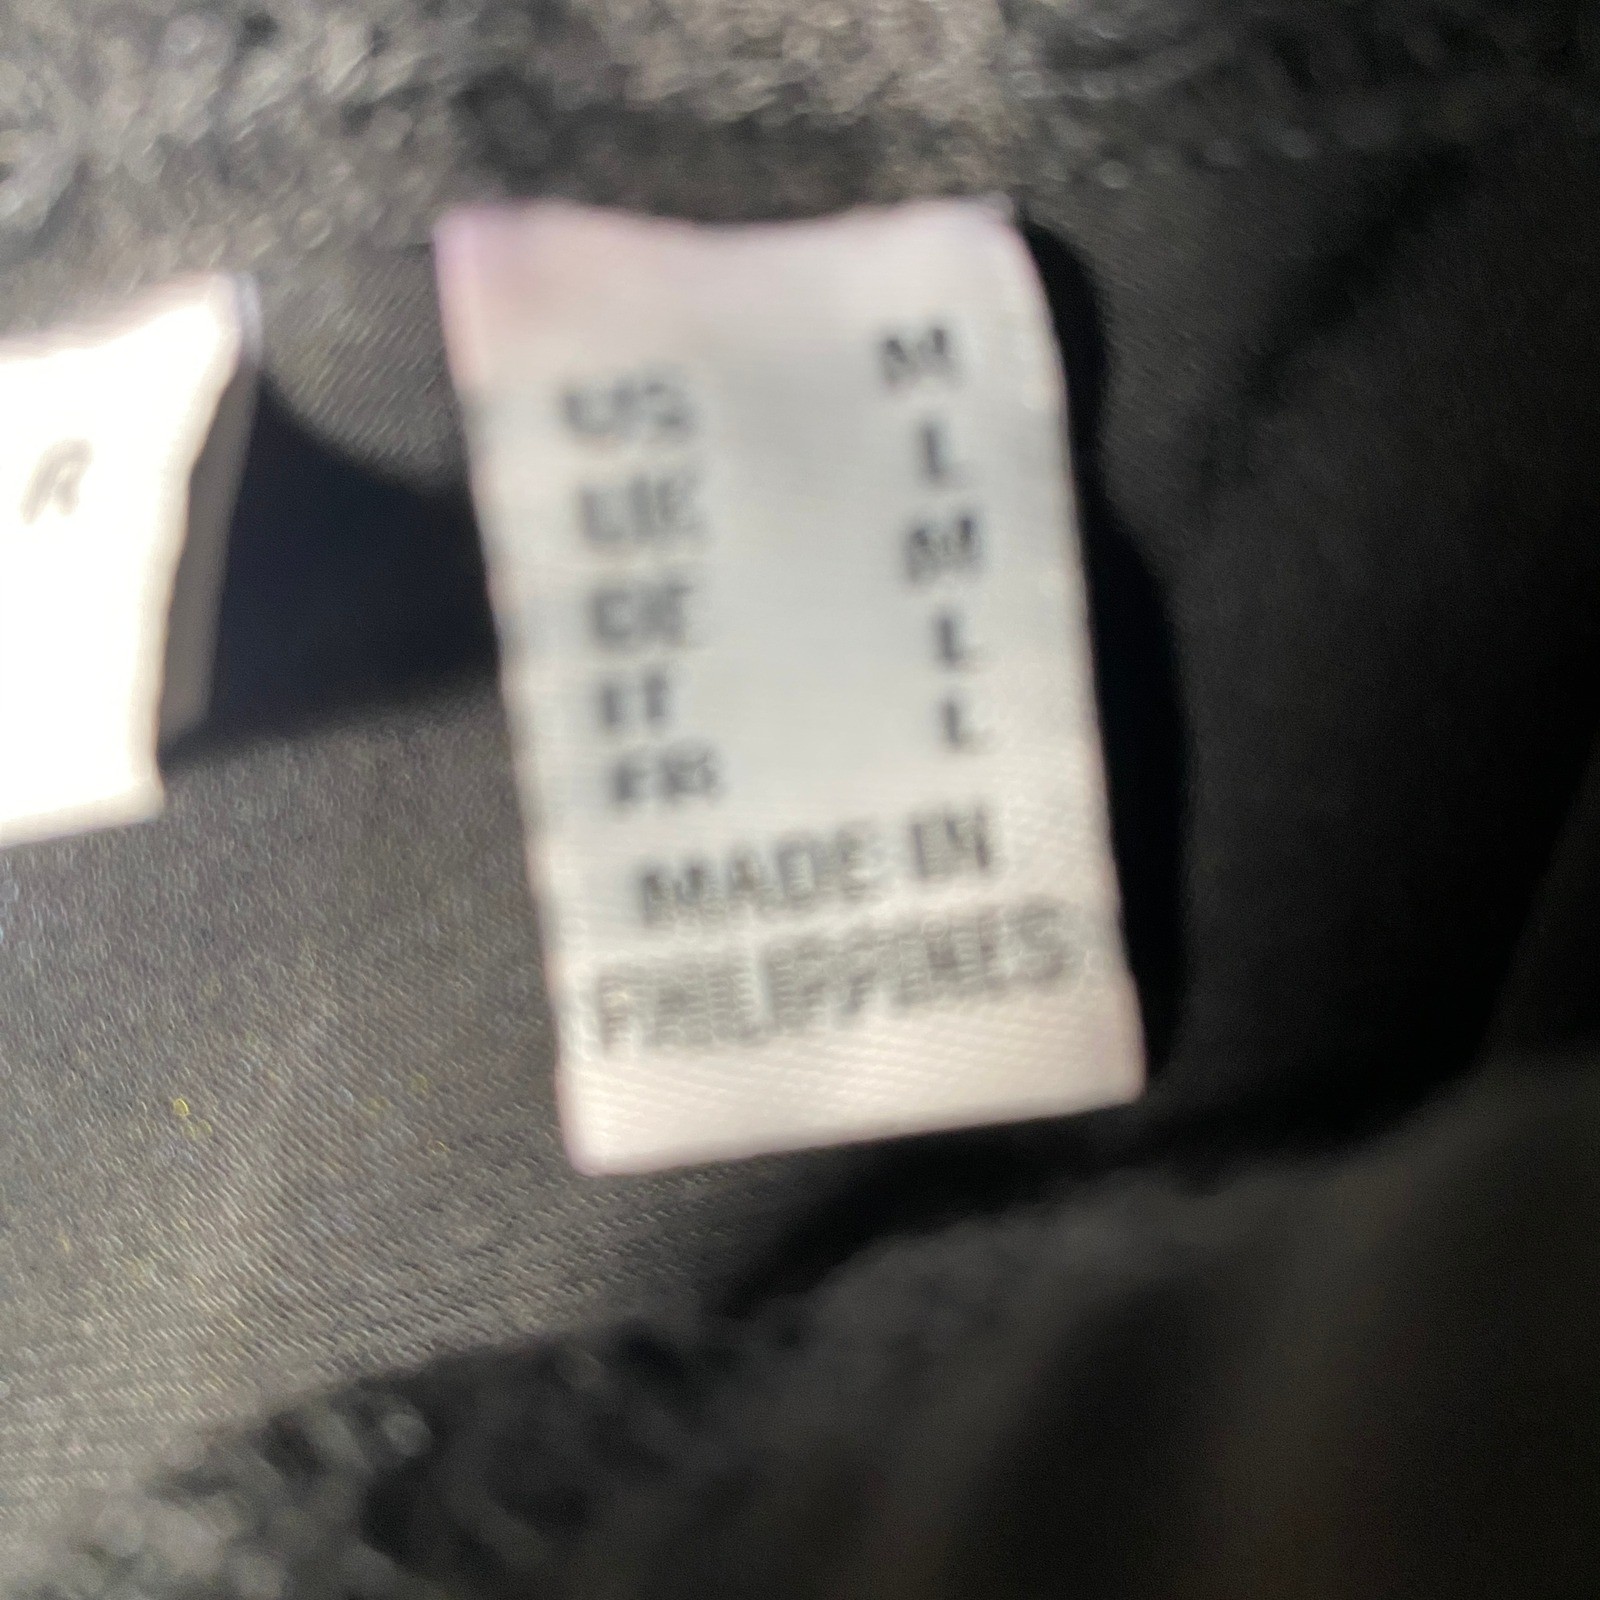 R
US M
UK L
DE M
IT L
FR L
MADE IN
PHILIPPINES